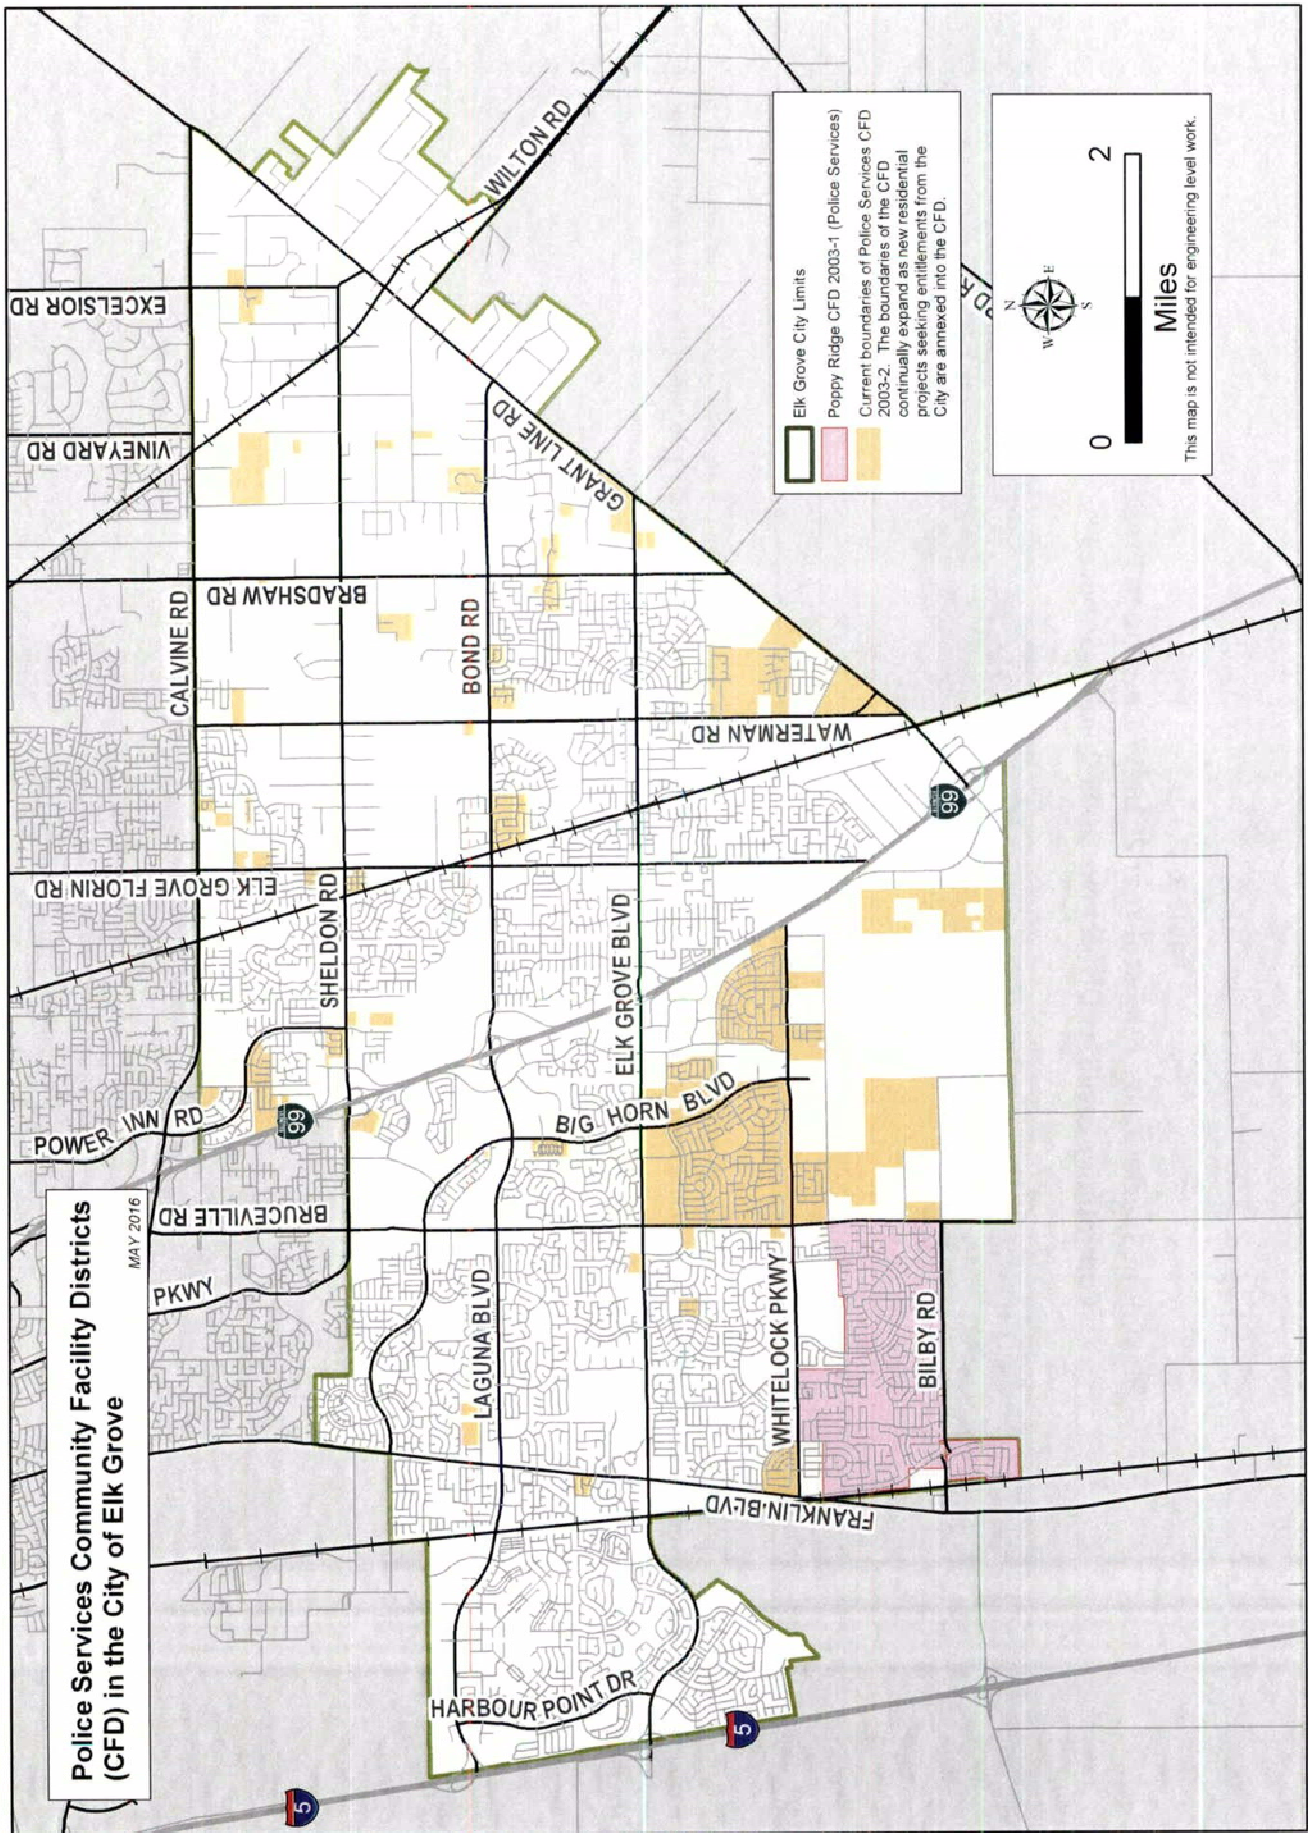 Police Services Community Facility Districts
(CFD) in the City of Elk Grove
MAY 2016
5
5
99
99
POWER INN RD
PKWY
BRUCEVILLE RD
CALVINE RD
ELK GROVE FLORIN RD
SHELDON RD
BRADSHAW RD
VINEYARD RD
EXCELSIOR RD
WILTON RD
GRANT LINE RD
BOND RD
WATERMAN RD
LAGUNA BLVD
ELK GROVE BLVD
BIG HORN BLVD
HARBOUR POINT DR
FRANKLIN BLVD
WHITELOCK PKWY
BILBY RD
Elk Grove City Limits
Poppy Ridge CFD 2003-1 (Police Services)
Current boundaries of Police Services CFD
2003-2. The boundaries of the CFD
continually expand as new residential
projects seeking entitlements from the
City are annexed into the CFD.
N
E
S
W
0
2
Miles
This map is not intended for engineering level work.